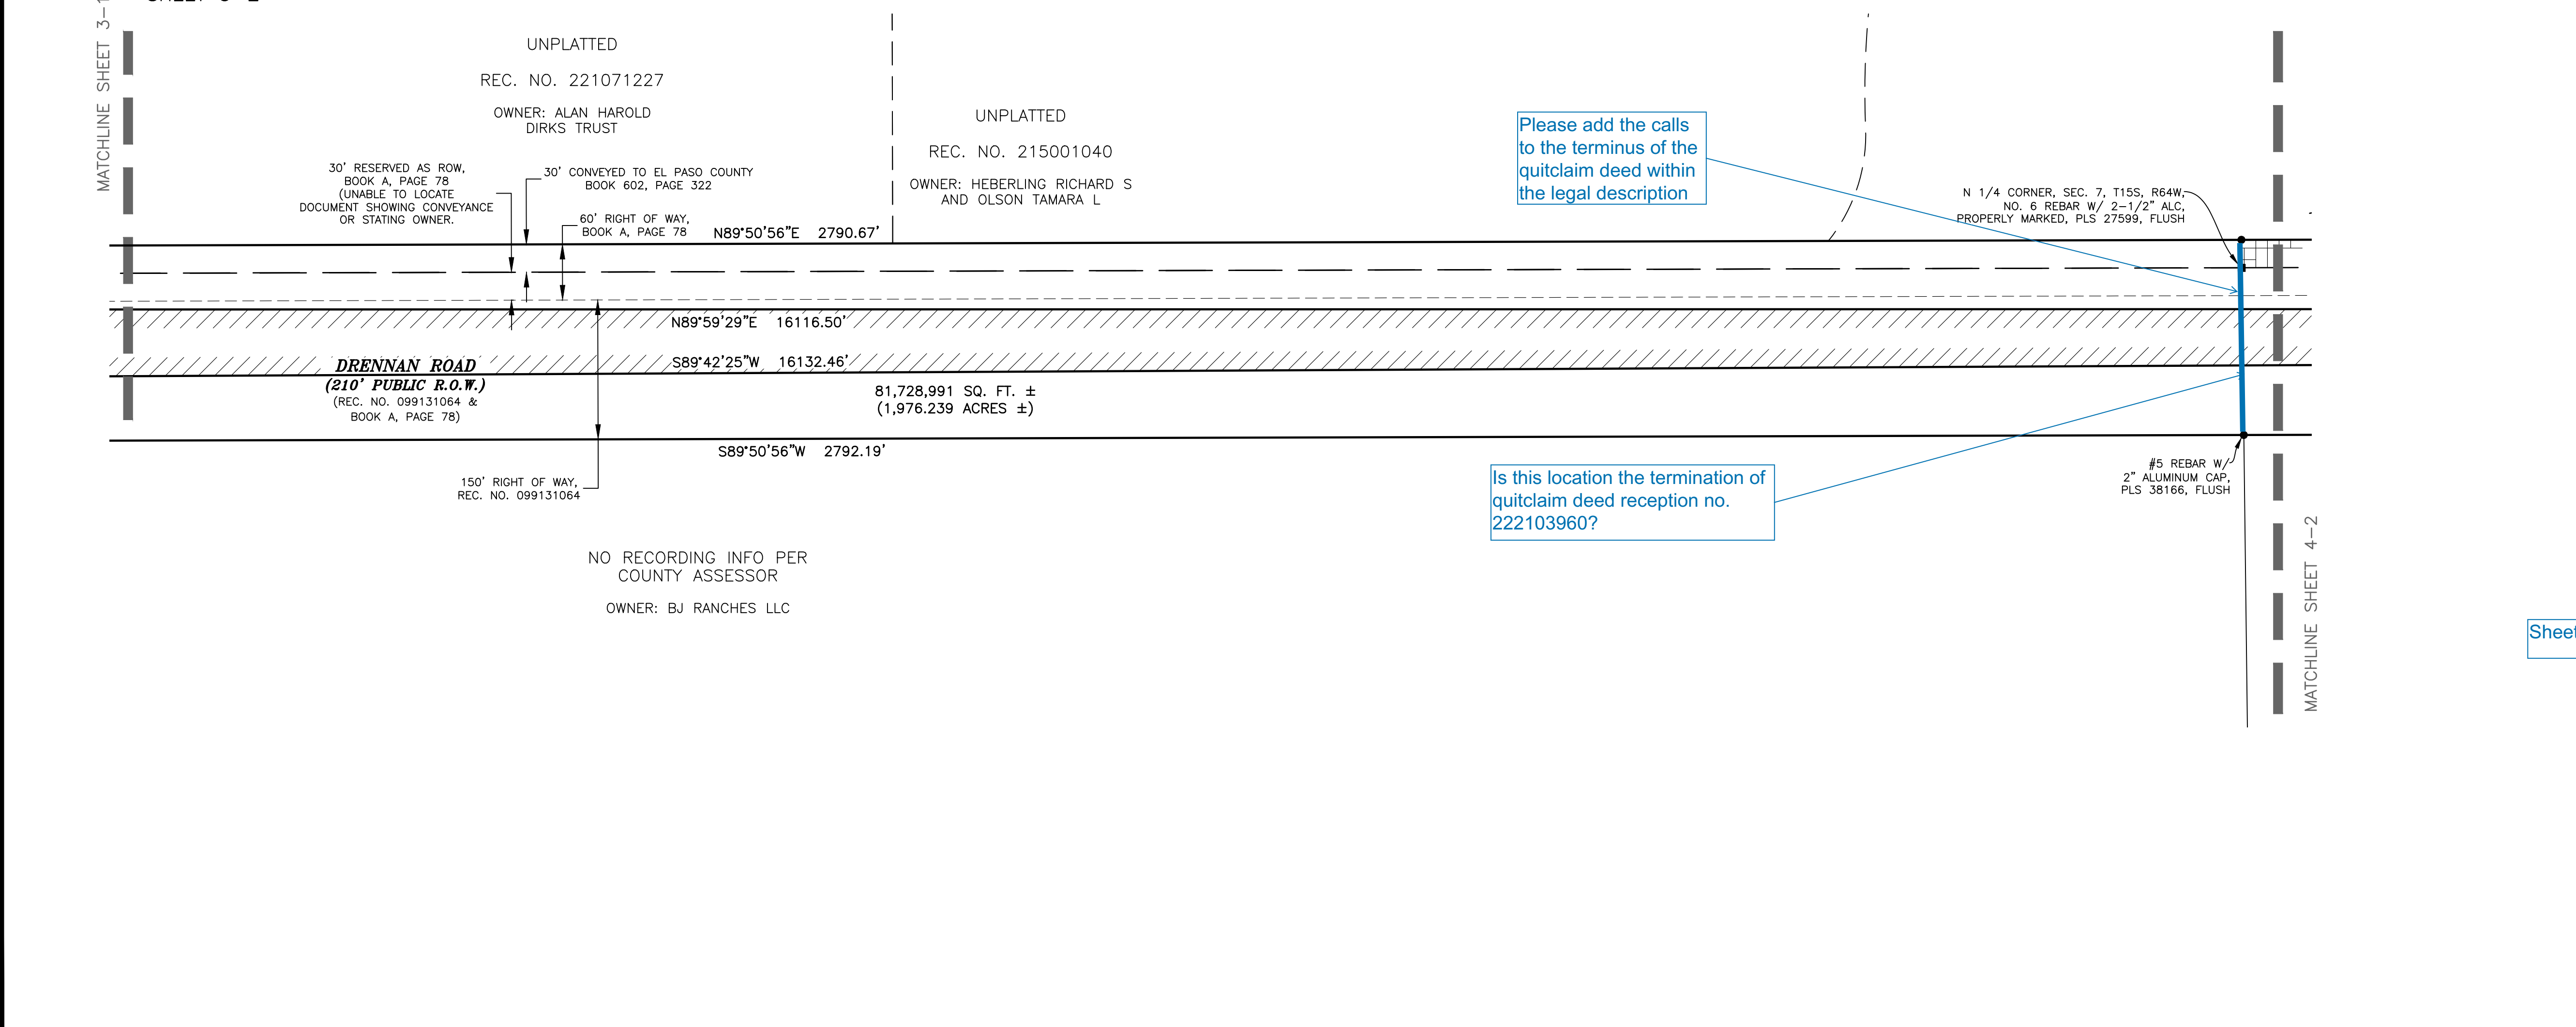 MATCHLINE SHEET 3-1
UNPLATTED
REC. NO. 221071227
OWNER: ALAN HAROLD
DIRKS TRUST
UNPLATTED
REC. NO. 215001040
OWNER: HEBERLING RICHARD S
AND OLSON TAMARA L
30' RESERVED AS ROW,
BOOK A, PAGE 78
(UNABLE TO LOCATE
DOCUMENT SHOWING CONVEYANCE
OR STATING OWNER.
30' CONVEYED TO EL PASO COUNTY
BOOK 602, PAGE 322
60' RIGHT OF WAY,
BOOK A, PAGE 78
N89°50'56"E 2790.67'
Please add the calls
to the terminus of the
quitclaim deed within
the legal description
N 1/4 CORNER, SEC. 7, T15S, R64W,
NO. 6 REBAR W/ 2-1/2" ALC,
PROPERLY MARKED, PLS 27599, FLUSH
N89°59'29"E 16116.50'
S89°42'25"W 16132.46'
DRENNAN ROAD
(210' PUBLIC R.O.W.)
(REC. NO. 099131064 &
BOOK A, PAGE 78)
81,728,991 SQ. FT. ±
(1,976.239 ACRES ±)
S89°50'56"W 2792.19'
150' RIGHT OF WAY,
REC. NO. 099131064
Is this location the termination of
quitclaim deed reception no.
222103960?
#5 REBAR W/
2" ALUMINUM CAP,
PLS 38166, FLUSH
NO RECORDING INFO PER
COUNTY ASSESSOR
OWNER: BJ RANCHES LLC
MATCHLINE SHEET 4-2
Sheet